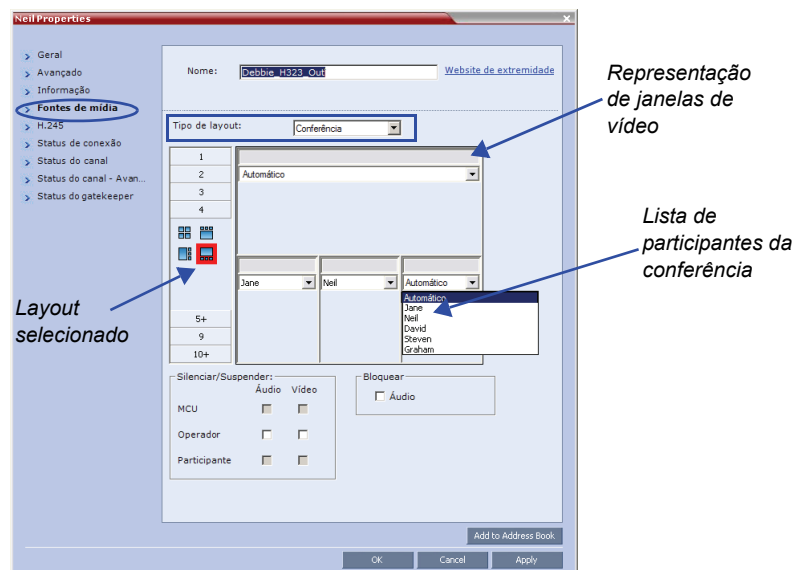 Neil Properties
Geral
Avançado
Informação
Fontes de mídia
H.245
Status de conexão
Status do canal
Status do canal - Avan...
Status do gatekeeper
Nome: Debbie_H323_Out Website de extremidade
Tipo de layout: Conferência
1
2
3
4
5+
9
10+
Automático
Jane
Neil
Automático
Automático
Jane
Neil
David
Steven
Graham
Silenciar/Suspender:
Áudio Vídeo
MCU
Operador
Participante
Bloquear
Áudio
Add to Address Book
OK Cancel Apply
Representação
de janelas de
vídeo
Lista de
participantes da
conferência
Layout
selecionado